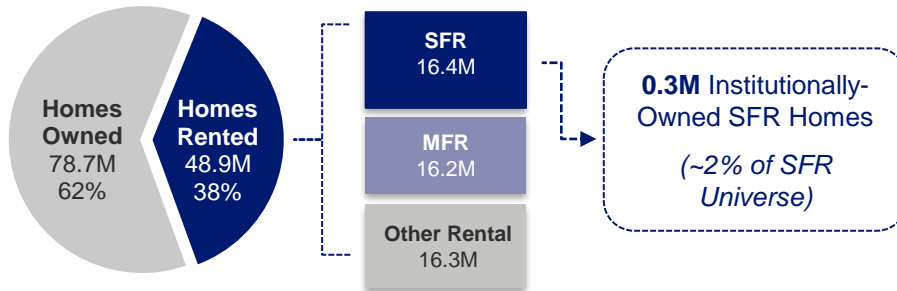 Homes
Owned
78.7M
62%
Homes
Rented
48.9M
38%
SFR
16.4M
MFR
16.2M
Other Rental
16.3M
0.3M Institutionally-
Owned SFR Homes
(~2% of SFR
Universe)